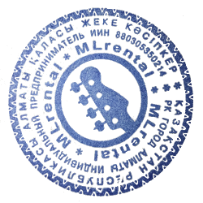 ҚАЗАҚСТАН РЕСПУБЛИКАСЫ АЛМАТЫ ҚАЛАСЫ ЖЕКЕ КӘСІПКЕР
ГОРОД АЛМАТЫ ИНДИВИДУАЛЬНЫЙ ПРЕДПРИНИМАТЕЛЬ ИИН
MLrental * MLrental * MLrental *